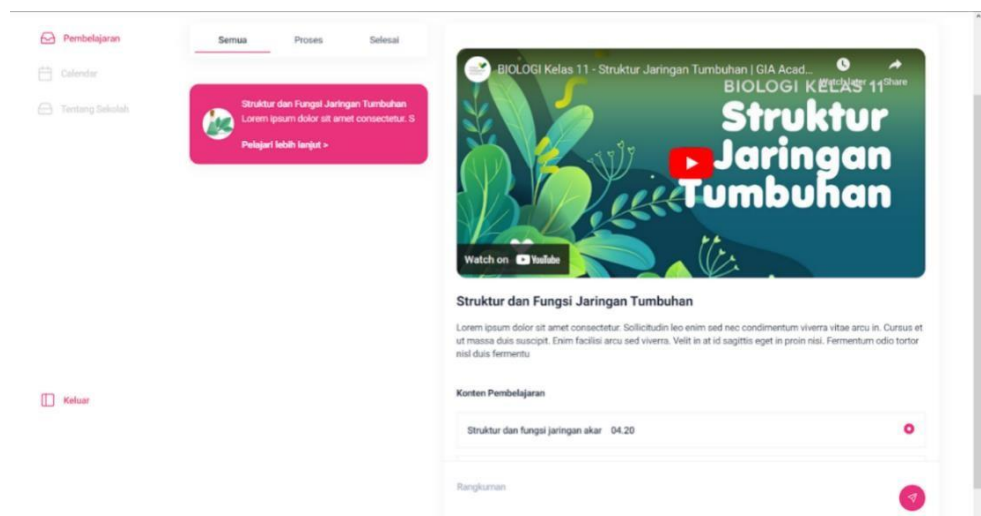 Pembelajaran
Calendar
Tentang Sekolah
Keluar
Semua Proses Selesai
Struktur dan Fungsi Jaringan Tumbuhan
Lorem ipsum dolor sit amet consectetur. S
Pelajari lebih lanjut >
BIOLOGI Kelas 11 - Struktur Jaringan Tumbuhan | GIA Acad...
Watch later Share
BIOLOGI KELAS 11
Struktur
Jaringan
Tumbuhan
Watch on YouTube
Struktur dan Fungsi Jaringan Tumbuhan
Lorem ipsum dolor sit amet consectetur. Sollicitudin leo enim sed nec condimentum viverra vitae arcu in. Cursus et
ut massa duis suscipit. Enim facilisi arcu sed viverra. Velit in at id sagittis eget in proin nisi. Fermentum odio tortor
nisl duis fermentu
Konten Pembelajaran
Struktur dan fungsi jaringan akar 04.20
Rangkuman